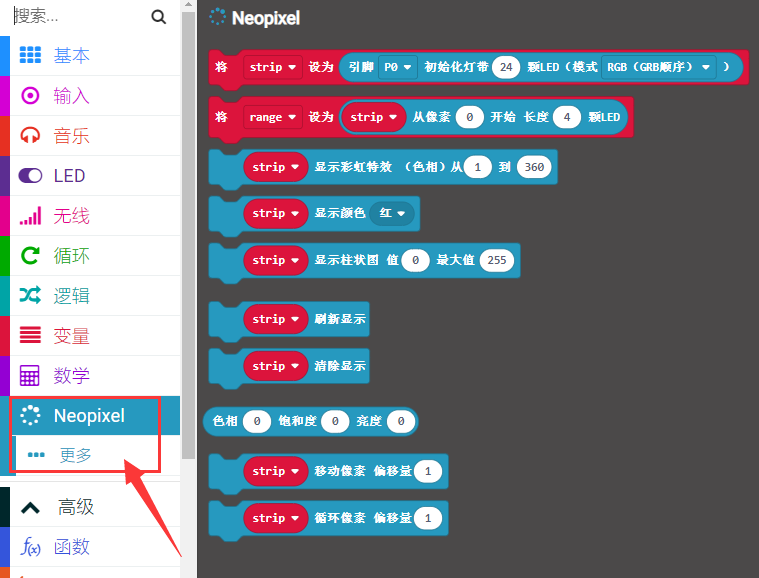 搜索...
基本
输入
音乐
LED
无线
循环
逻辑
变量
数学
Neopixel
更多
高级
f(x) 函数
Neopixel
将 strip 设为 引脚 P0 初始化灯带 24 颗LED（模式 RGB（GRB顺序） ）
将 range 设为 strip 从像素 0 开始 长度 4 颗LED
strip 显示彩虹特效 （色相）从 1 到 360
strip 显示颜色 红
strip 显示柱状图 值 0 最大值 255
strip 刷新显示
strip 清除显示
色相 0 饱和度 0 亮度 0
strip 移动像素 偏移量 1
strip 循环像素 偏移量 1